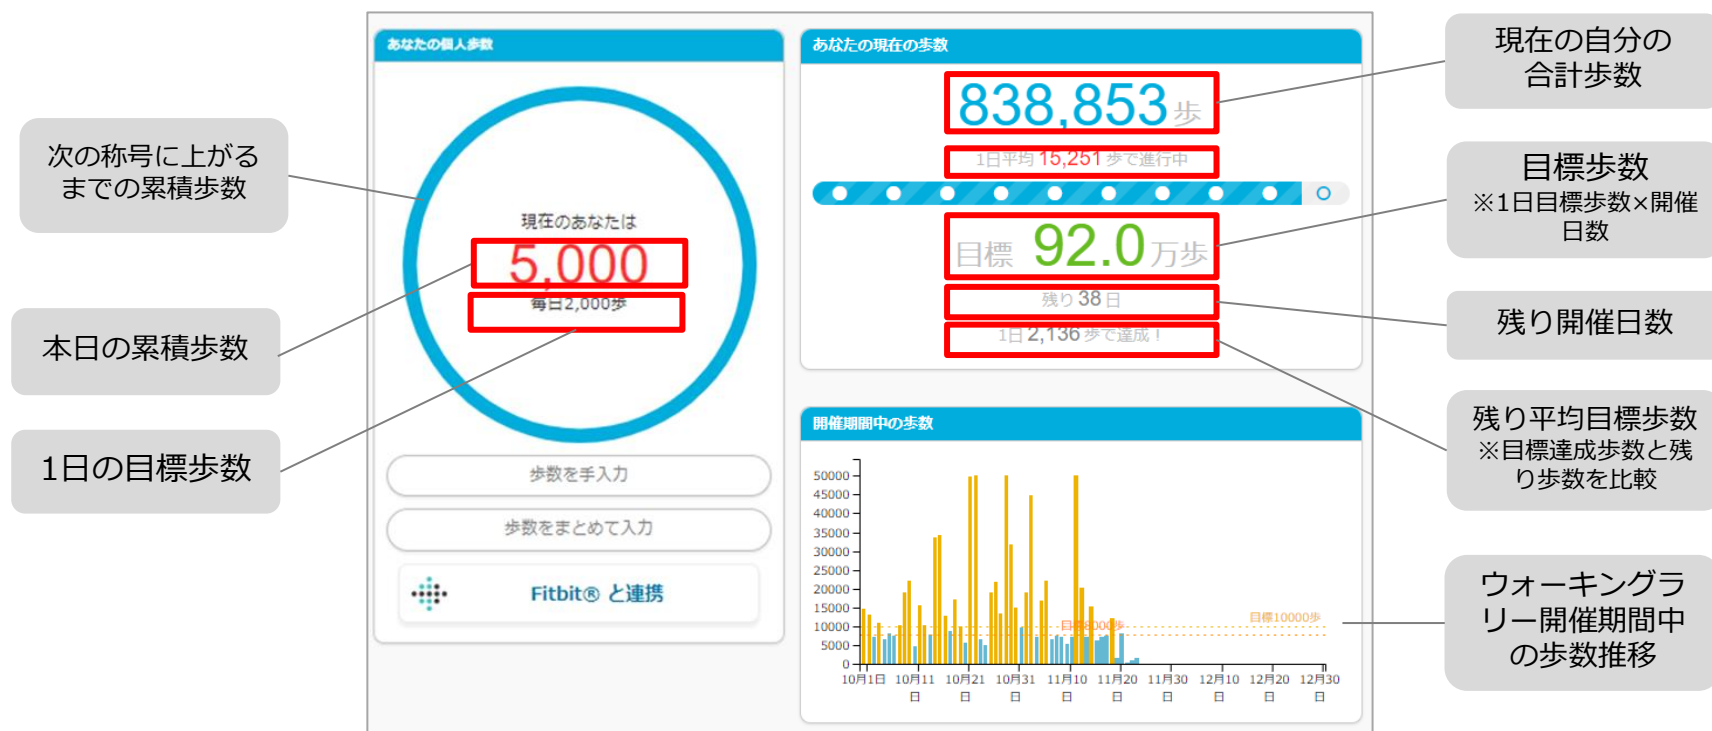 次の称号に上がる
までの累積歩数
本日の累積歩数
1日の目標歩数
あなたの個人歩数
現在のあなたは
5,000
毎日2,000歩
歩数を手入力
歩数をまとめて入力
Fitbit® と連携
あなたの現在の歩数
838,853 歩
1日平均 15,251 歩で進行中
目標 92.0 万歩
残り 38 日
1日 2,136 歩で達成！
開催期間中の歩数
50000
45000
40000
35000
30000
25000
20000
15000
10000
5000
0
目標10000歩
目標8000歩
10月1日 10月11日 10月21日 10月31日 11月10日 11月20日 11月30日 12月10日 12月20日 12月30日
現在の自分の
合計歩数
目標歩数
※1日目標歩数×開催
日数
残り開催日数
残り平均目標歩数
※目標達成歩数と残
り歩数を比較
ウォーキングラ
リー開催期間中
の歩数推移